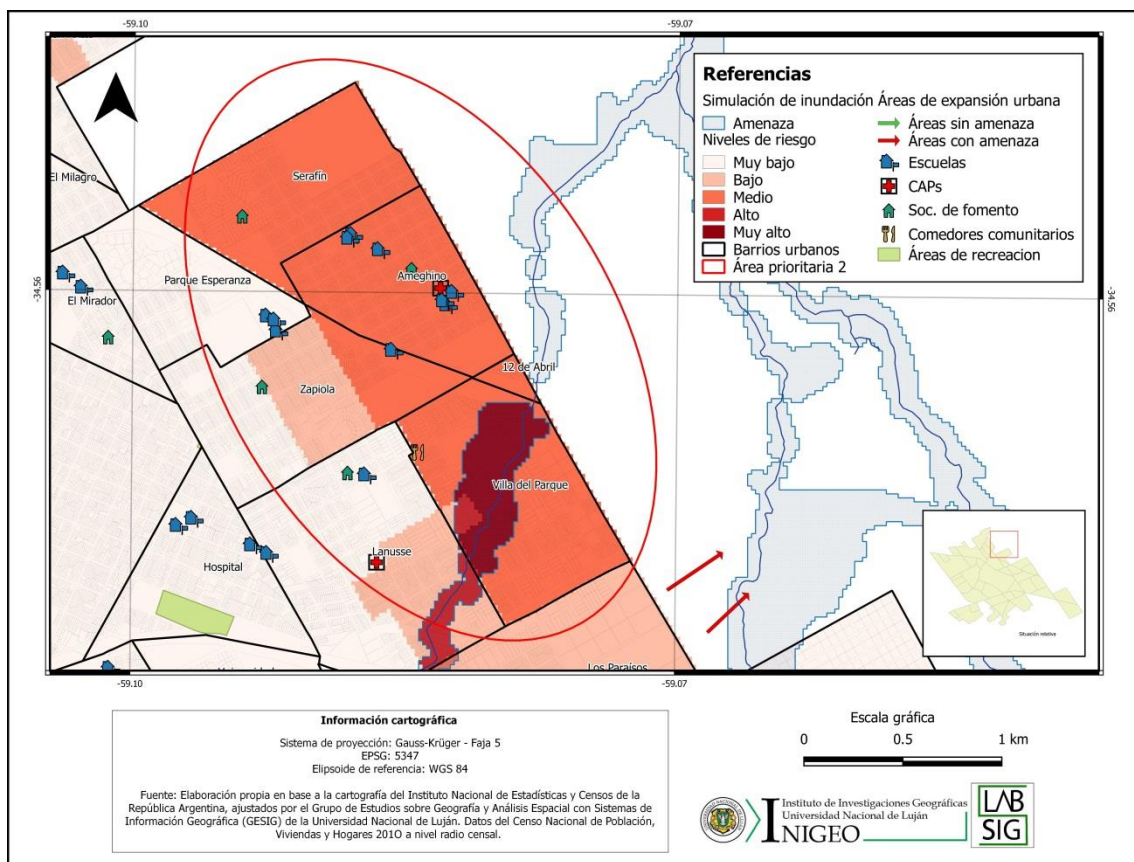 -59.10
-59.07
-34.56
-34.56
El Milagro
Serafín
Parque Esperanza
Ameghino
El Mirador
12 de Abril
Zapiola
Villa del Parque
Lanusse
Hospital
Los Paraísos
Referencias
Simulación de inundación
Amenaza
Niveles de riesgo
Muy bajo
Bajo
Medio
Alto
Muy alto
Barrios urbanos
Área prioritaria 2
Áreas de expansión urbana
Áreas sin amenaza
Áreas con amenaza
Escuelas
CAPs
Soc. de fomento
Comedores comunitarios
Áreas de recreacion
Situación relativa
-59.10
-59.07
Información cartográfica
Sistema de proyección: Gauss-Krüger - Faja 5
EPSG: 5347
Elipsoide de referencia: WGS 84
Fuente: Elaboración propia en base a la cartografía del Instituto Nacional de Estadísticas y Censos de la
República Argentina, ajustados por el Grupo de Estudios sobre Geografía y Análisis Espacial con Sistemas de
Información Geográfica (GESIG) de la Universidad Nacional de Luján. Datos del Censo Nacional de Población,
Viviendas y Hogares 201O a nivel radio censal.
Escala gráfica
0 0.5 1 km
Instituto de Investigaciones Geográficas
Universidad Nacional de Luján
INIGEO
LAB
SIG